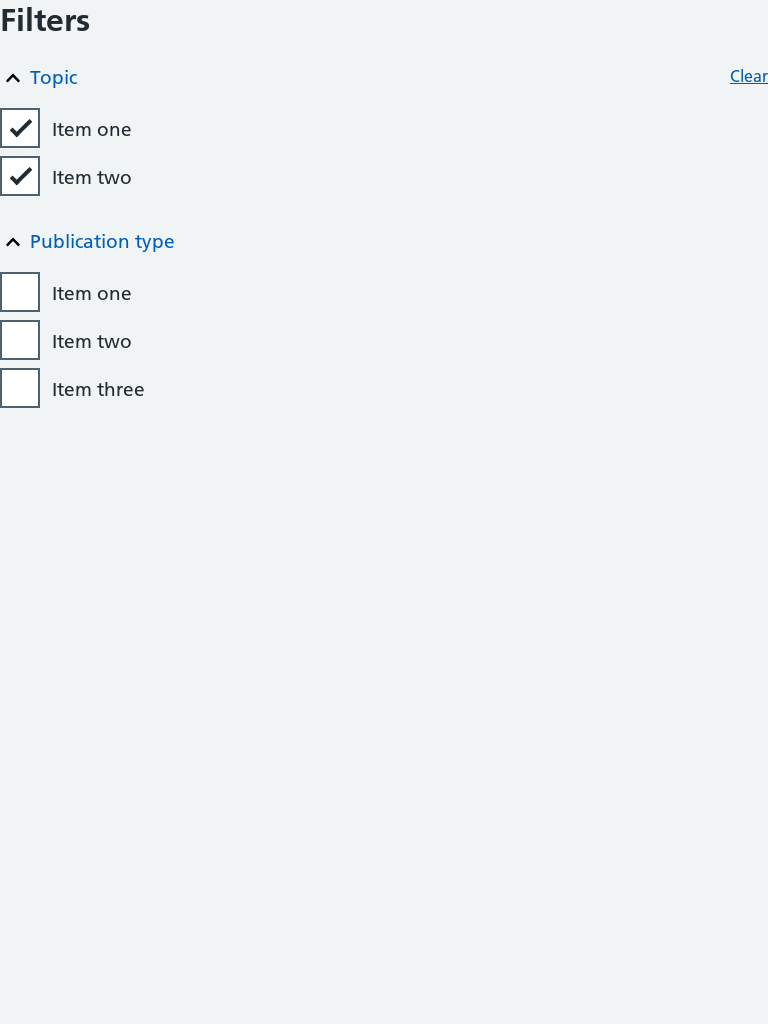 Filters
Topic
Clear
Item one
Item two
Publication type
Item one
Item two
Item three